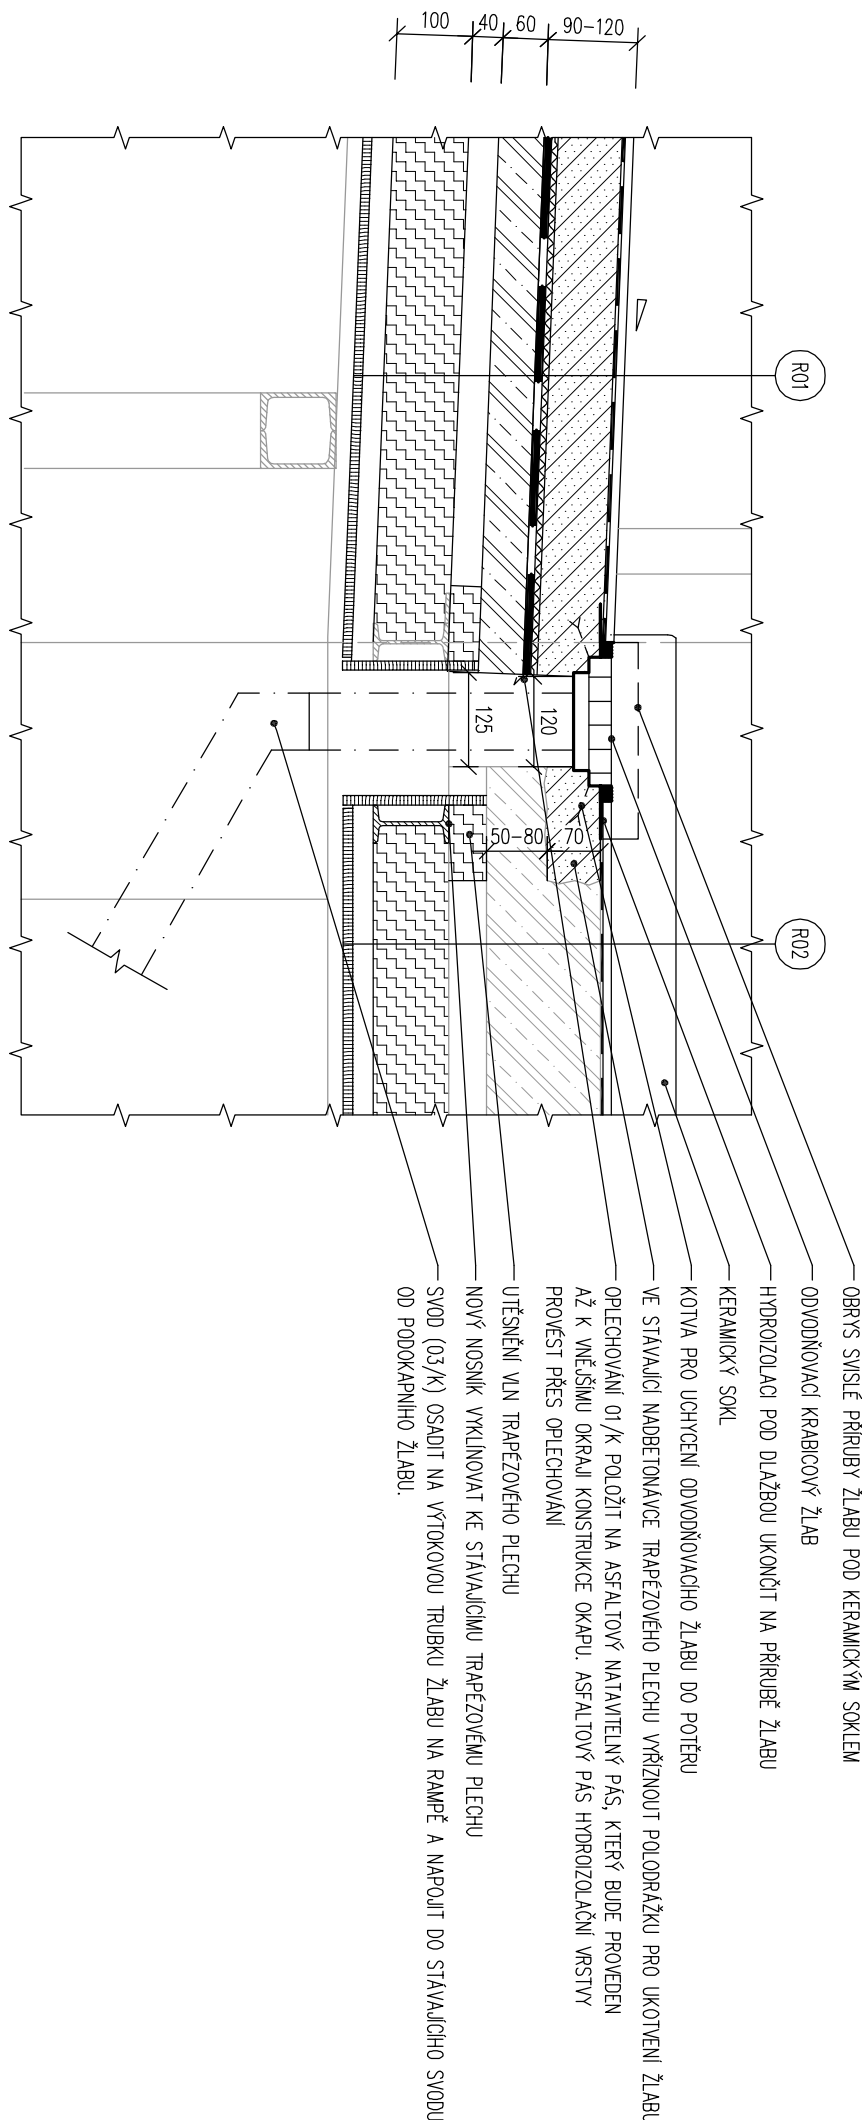 100
40
60
90-120
R01
125
120
50-80
70
R02
OBRYS SVISLÉ PŘÍRUBY ŽLABU POD KERAMICKÝM SOKLEM
ODVODŇOVACÍ KRABICOVÝ ŽLAB
HYDROIZOLACI POD DLAŽBOU UKONČIT NA PŘÍRUBĚ ŽLABU
KERAMICKÝ SOKL
KOTVA PRO UCHYCENÍ ODVODŇOVACÍHO ŽLABU DO POTĚRU
VE STÁVAJÍCÍ NADBETONÁVCE TRAPÉZOVÉHO PLECHU VYŘÍZNOUT POLODRÁŽKU PRO UKOTVENÍ ŽLABU
OPLECHOVÁNÍ 01/K POLOŽIT NA ASFALTOVÝ NATAVITELNÝ PÁS, KTERÝ BUDE PROVEDEN
AŽ K VNĚJŠÍMU OKRAJI KONSTRUKCE OKAPU. ASFALTOVÝ PÁS HYDROIZOLAČNÍ VRSTVY
PROVÉST PŘES OPLECHOVÁNÍ
UTĚSNĚNÍ VLN TRAPÉZOVÉHO PLECHU
NOVÝ NOSNÍK VYKLÍNOVAT KE STÁVAJÍCÍMU TRAPÉZOVÉMU PLECHU
SVOD (03/K) OSADIT NA VÝTOKOVOU TRUBKU ŽLABU NA RAMPĚ A NAPOJIT DO STÁVAJÍCÍHO SVODU
OD PODOKAPNÍHO ŽLABU.